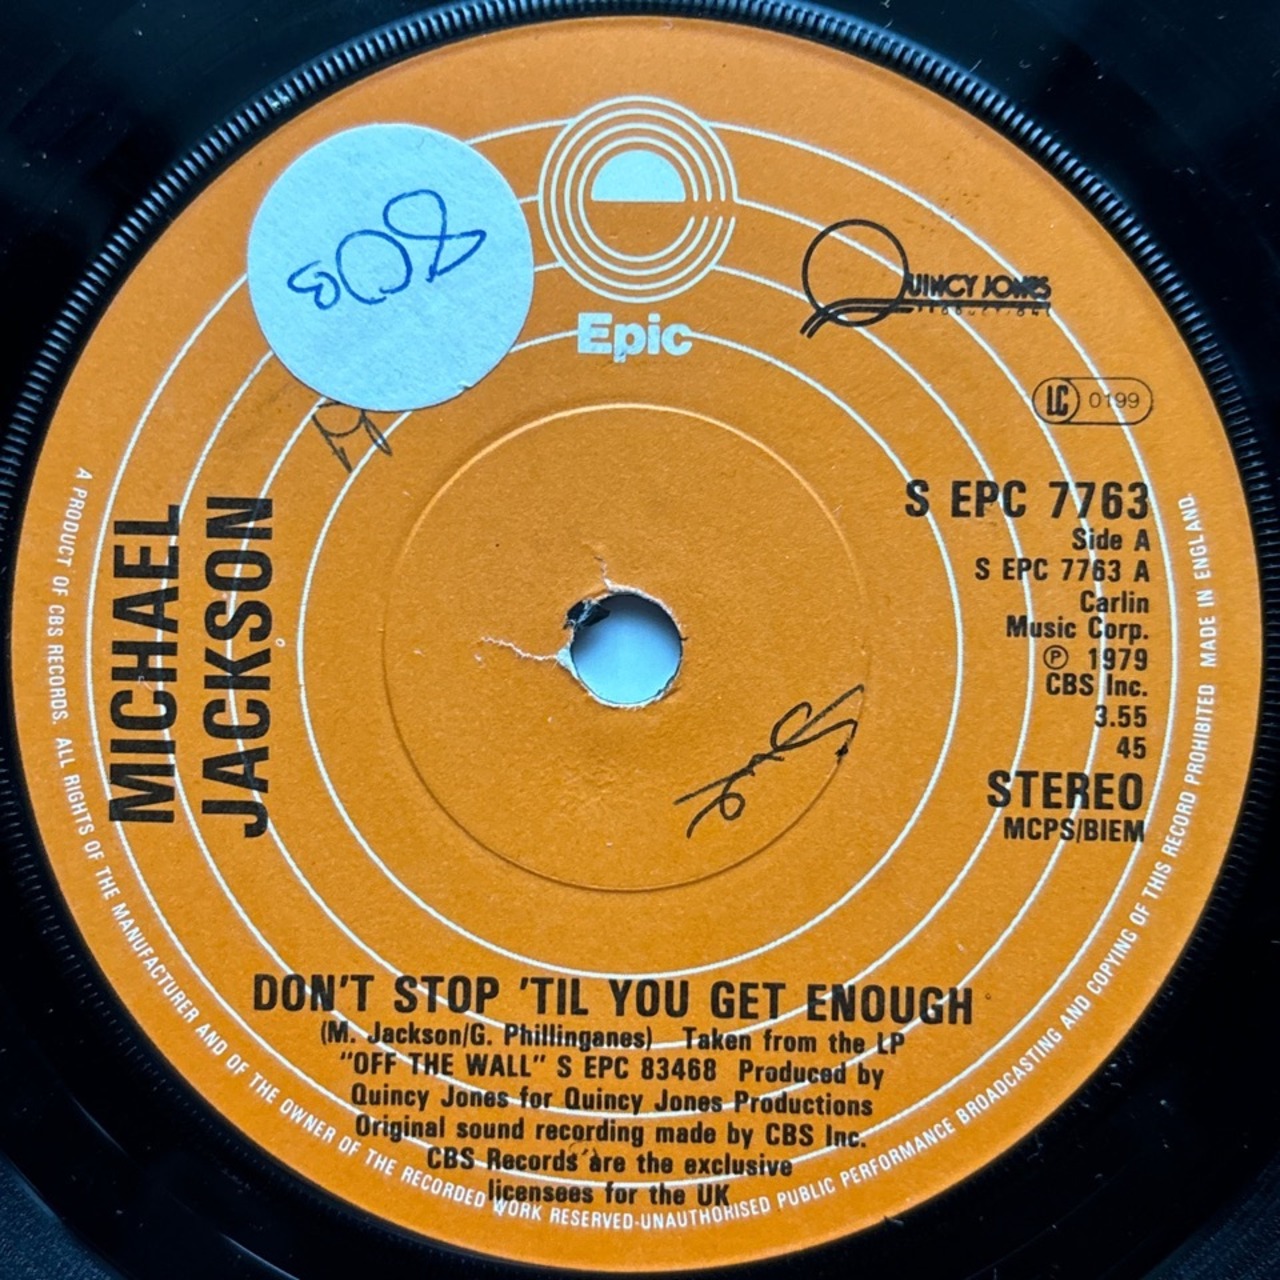 Epic
QUINCY JONES
PRODUCTIONS
LC 0199
MICHAEL
JACKSON
S EPC 7763
Side A
S EPC 7763 A
Carlin
Music Corp.
℗ 1979
CBS Inc.
3.55
45
STEREO
MCPS/BIEM
DON'T STOP 'TIL YOU GET ENOUGH
(M. Jackson/G. Phillinganes) Taken from the LP
"OFF THE WALL" S EPC 83468 Produced by
Quincy Jones for Quincy Jones Productions
Original sound recording made by CBS Inc.
CBS Records are the exclusive
licensees for the UK
A PRODUCT OF CBS RECORDS. ALL RIGHTS OF THE MANUFACTURER AND OF THE OWNER OF THE RECORDED WORK RESERVED-UNAUTHORISED PUBLIC PERFORMANCE BROADCASTING AND COPYING OF THIS RECORD PROHIBITED MADE IN ENGLAND.